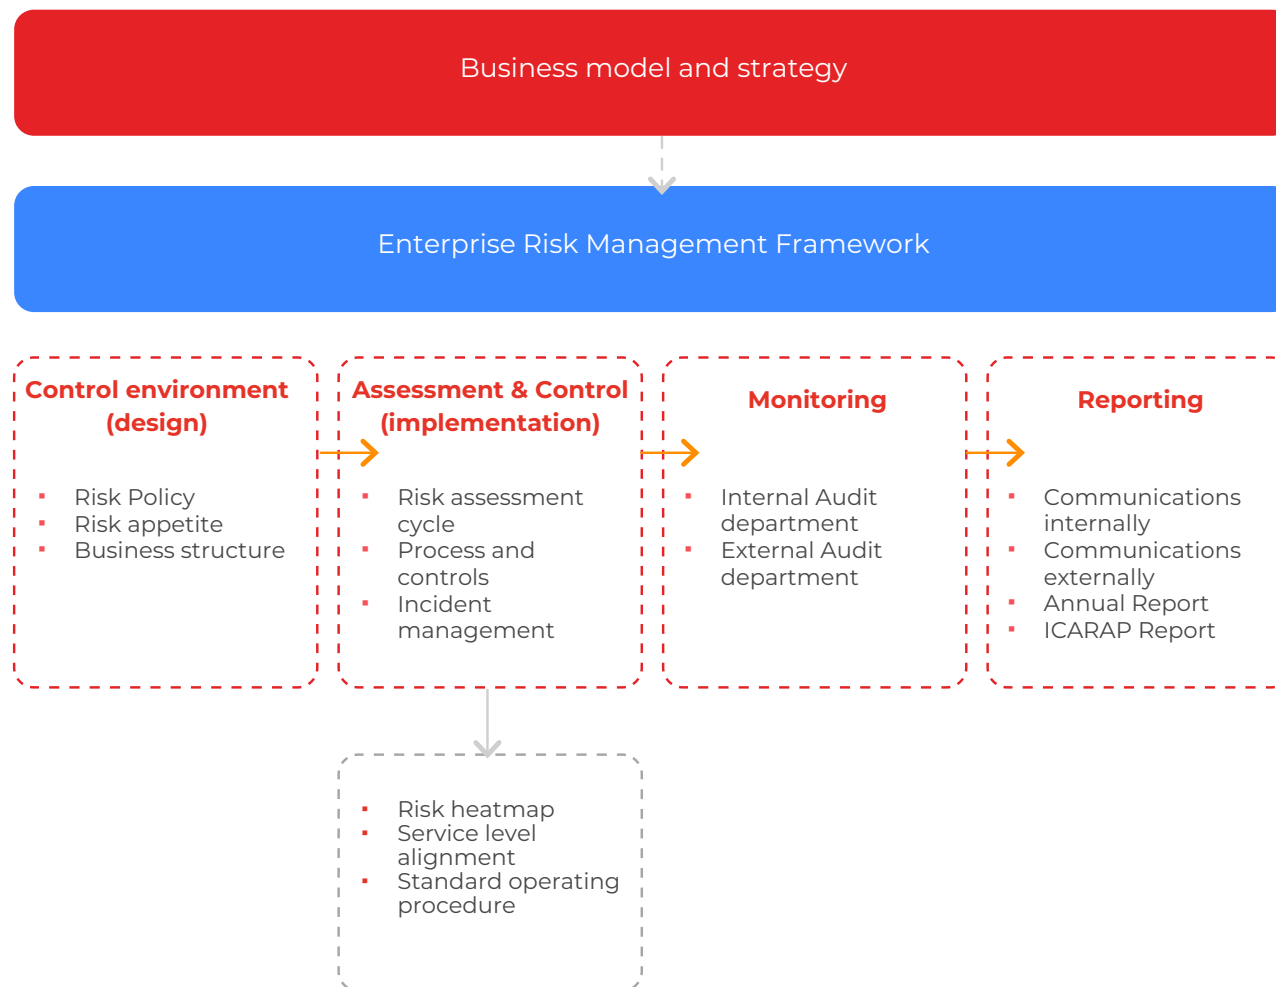 Business model and strategy
Enterprise Risk Management Framework
Control environment
(design)
▪ Risk Policy
▪ Risk appetite
▪ Business structure
Assessment & Control
(implementation)
▪ Risk assessment
cycle
▪ Process and
controls
▪ Incident
management
Monitoring
▪ Internal Audit
department
▪ External Audit
department
Reporting
▪ Communications
internally
▪ Communications
externally
▪ Annual Report
▪ ICARAP Report
▪ Risk heatmap
▪ Service level
alignment
▪ Standard operating
procedure